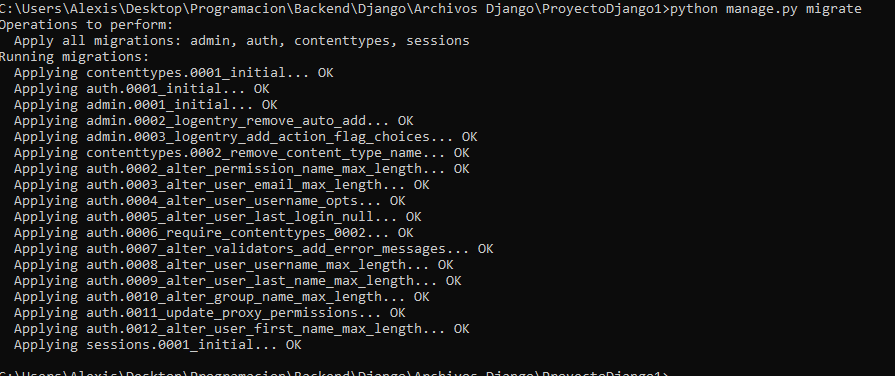 C:\Users\Alexis\Desktop\Programacion\Backend\Django\Archivos Django\ProyectoDjango1>python manage.py migrate
Operations to perform:
  Apply all migrations: admin, auth, contenttypes, sessions
Running migrations:
  Applying contenttypes.0001_initial... OK
  Applying auth.0001_initial... OK
  Applying admin.0001_initial... OK
  Applying admin.0002_logentry_remove_auto_add... OK
  Applying admin.0003_logentry_add_action_flag_choices... OK
  Applying contenttypes.0002_remove_content_type_name... OK
  Applying auth.0002_alter_permission_name_max_length... OK
  Applying auth.0003_alter_user_email_max_length... OK
  Applying auth.0004_alter_user_username_opts... OK
  Applying auth.0005_alter_user_last_login_null... OK
  Applying auth.0006_require_contenttypes_0002... OK
  Applying auth.0007_alter_validators_add_error_messages... OK
  Applying auth.0008_alter_user_username_max_length... OK
  Applying auth.0009_alter_user_last_name_max_length... OK
  Applying auth.0010_alter_group_name_max_length... OK
  Applying auth.0011_update_proxy_permissions... OK
  Applying auth.0012_alter_user_first_name_max_length... OK
  Applying sessions.0001_initial... OK
C:\Users\Alexis\Desktop\Programacion\Backend\Django\Archivos Django\ProyectoDjango1>